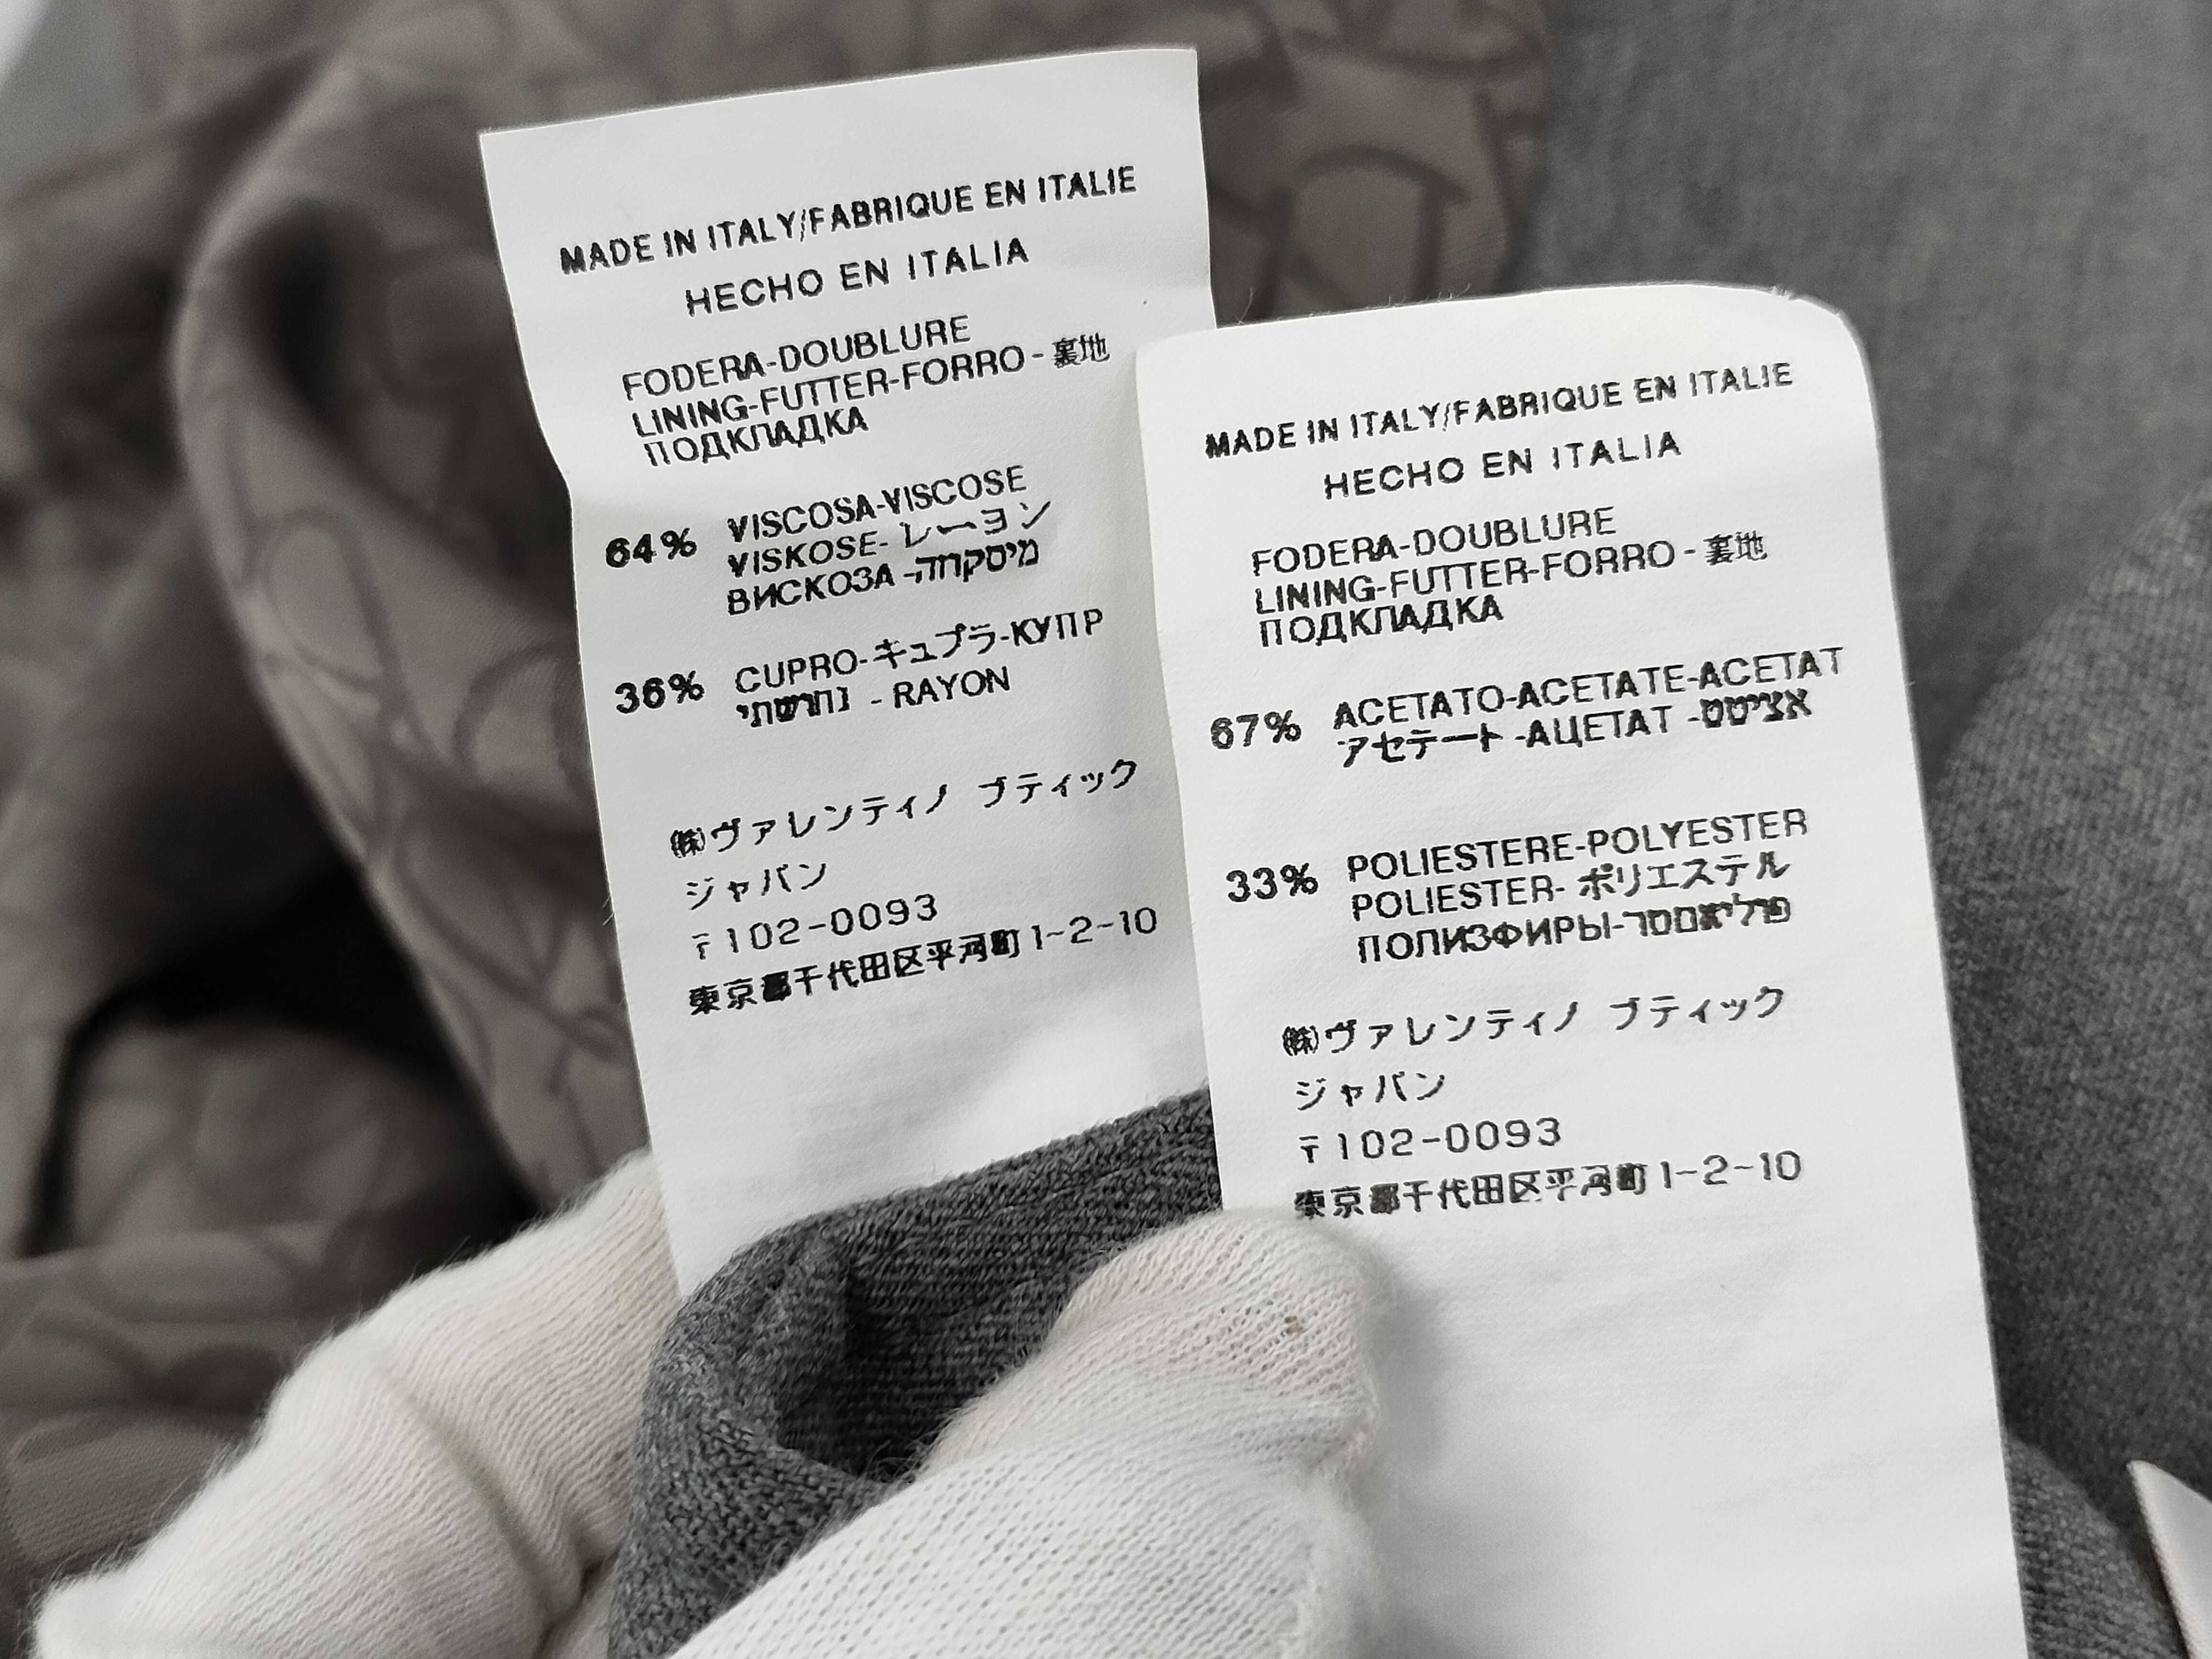 MADE IN ITALY/FABRIQUE EN ITALIE
HECHO EN ITALIA
FODERA-DOUBLURE
LINING-FUTTER-FORRO - 裏地
ПОДКЛАДКА
64% VISCOSA-VISCOSE
VISKOSE- レーヨン
ВИСКОЗА -מיסקחה
36% CUPRO-キュプラ-КУПР
נחושתי - RAYON
㈱ヴァレンティノ ブティック
ジャパン
〒102-0093
東京都千代田区平河町1-2-10
MADE IN ITALY/FABRIQUE EN ITALIE
HECHO EN ITALIA
FODERA-DOUBLURE
LINING-FUTTER-FORRO - 裏地
ПОДКЛАДКА
67% ACETATO-ACETATE-ACETAT
アセテート -АЦЕТАТ -אציטט
33% POLIESTERE-POLYESTER
POLIESTER- ポリエステル
ПОЛИЗФИРЫ-פוליאסטר
㈱ヴァレンティノ ブティック
ジャパン
〒102-0093
東京都千代田区平河町1-2-10